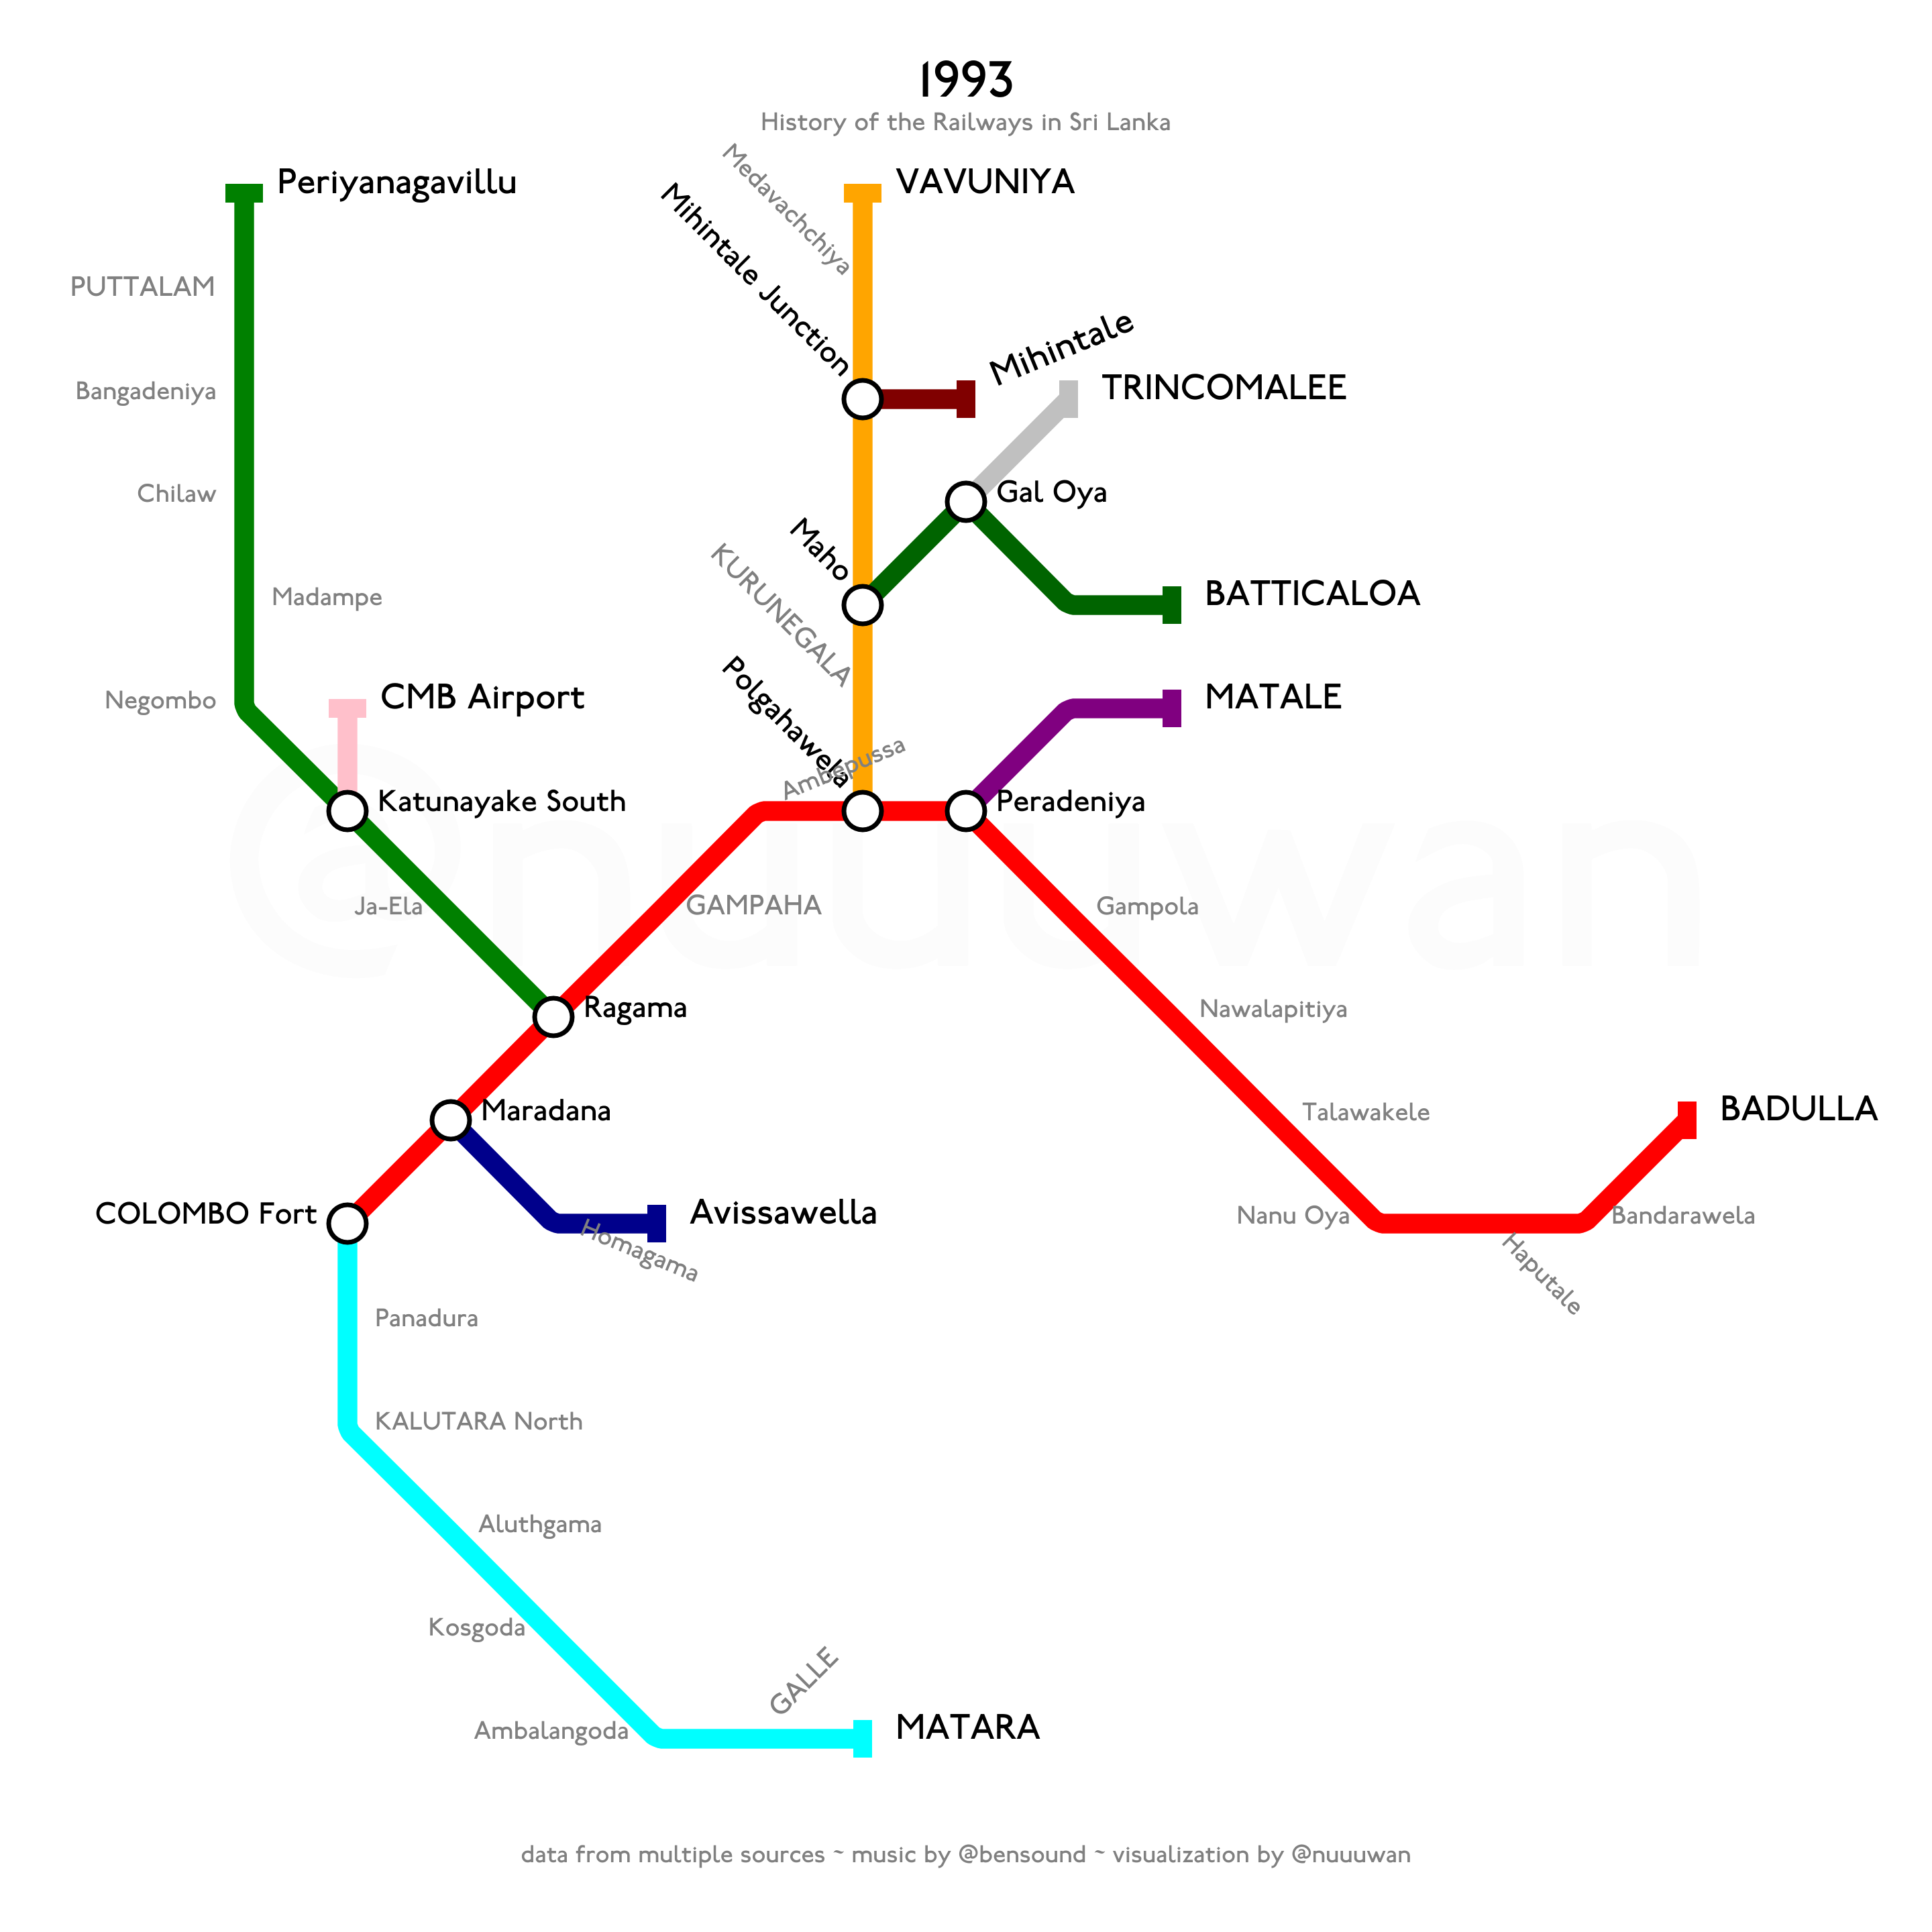 1993
History of the Railways in Sri Lanka
Periyanagavillu
Medavachchiya
VAVUNIYA
Mihintale Junction
PUTTALAM
Mihintale
Bangadeniya
TRINCOMALEE
Chilaw
Gal Oya
Maho
KURUNEGALA
Madampe
BATTICALOA
Negombo
CMB Airport
Polgahawela
Ambepussa
MATALE
Katunayake South
Peradeniya
@nuuuwan
Ja-Ela
GAMPAHA
Gampola
Ragama
Nawalapitiya
Maradana
Talawakele
BADULLA
COLOMBO Fort
Avissawella
Homagama
Nanu Oya
Bandarawela
Haputale
Panadura
KALUTARA North
Aluthgama
Kosgoda
GALLE
Ambalangoda
MATARA
data from multiple sources ~ music by @bensound ~ visualization by @nuuuwan